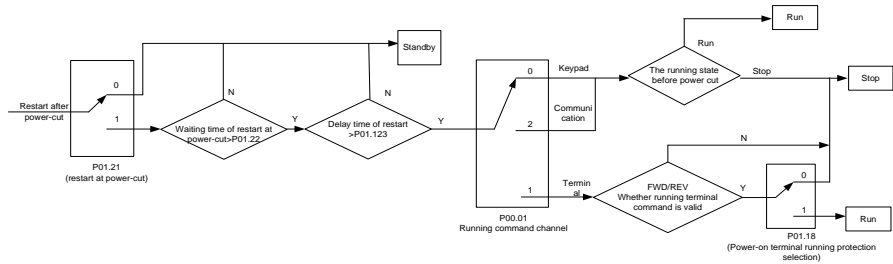 Restart after
power-cut
0
1
P01.21
(restart at power-cut)
N
Waiting time of restart at
power-cut>P01.22
Y
N
Delay time of restart
>P01.123
Y
Standby
0
2
1
P00.01
Running command channel
Keypad
Communi
cation
Termin
al
Run
The running state
before power cut
Stop
Run
Stop
N
FWD/REV
Whether running terminal
command is valid
Y
0
1
P01.18
(Power-on terminal running protection
selection)
Run